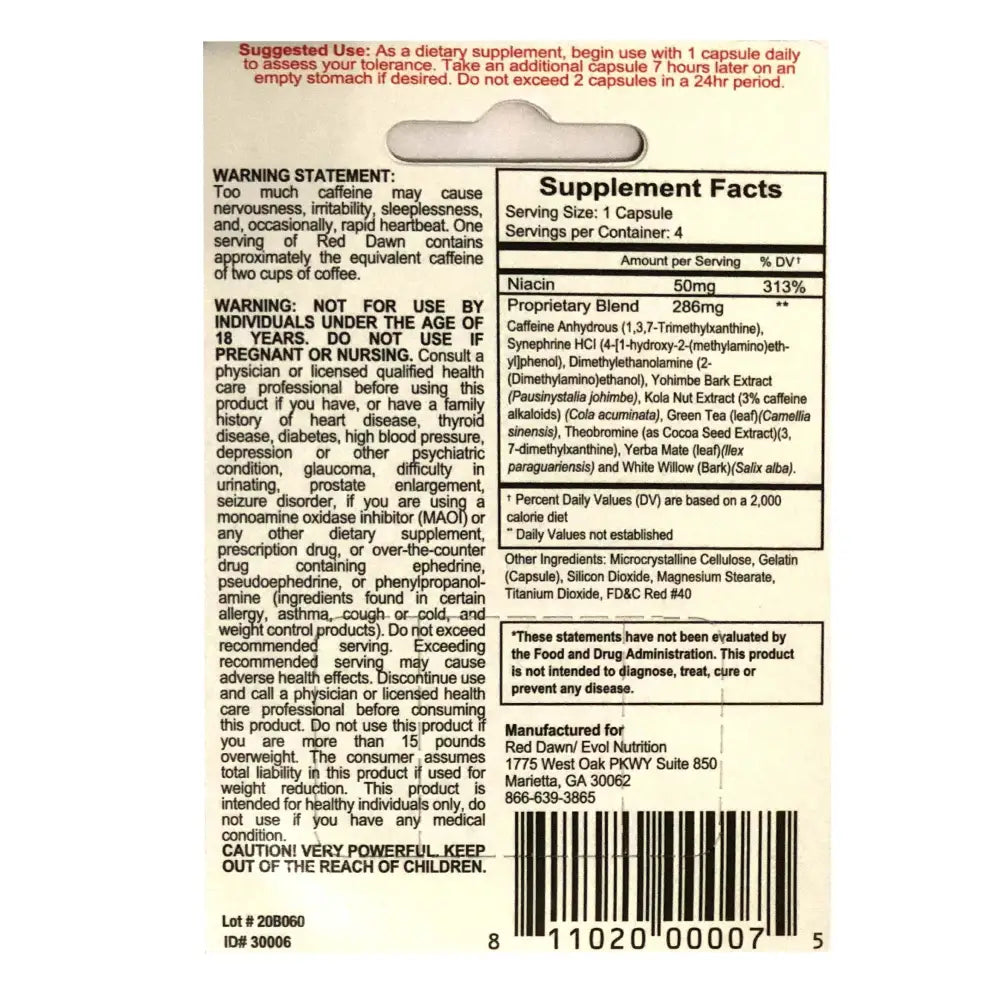 Suggested Use: As a dietary supplement, begin use with 1 capsule daily
to assess your tolerance. Take an additional capsule 7 hours later on an
empty stomach if desired. Do not exceed 2 capsules in a 24hr period.
WARNING STATEMENT:
Too much caffeine may cause
nervousness, irritability, sleeplessness,
and, occasionally, rapid heartbeat. One
serving of Red Dawn contains
approximately the equivalent caffeine
of two cups of coffee.
WARNING: NOT FOR USE BY
INDIVIDUALS UNDER THE AGE OF
18 YEARS. DO NOT USE IF
PREGNANT OR NURSING. Consult a
physician or licensed qualified health
care professional before using this
product if you have, or have a family
history of heart disease, thyroid
disease, diabetes, high blood pressure,
depression or other psychiatric
condition, glaucoma, difficulty in
urinating, prostate enlargement,
seizure disorder, if you are using a
monoamine oxidase inhibitor (MAOI) or
any other dietary supplement,
prescription drug, or over-the-counter
drug containing ephedrine,
pseudoephedrine, or phenylpropanol-
amine (ingredients found in certain
allergy, asthma, cough or cold, and
weight control products). Do not exceed
recommended serving. Exceeding
recommended serving may cause
adverse health effects. Discontinue use
and call a physician or licensed health
care professional before consuming
this product. Do not use this product if
you are more than 15 pounds
overweight. The consumer assumes
total liability in this product if used for
weight reduction. This product is
intended for healthy individuals only, do
not use if you have any medical
condition.
CAUTION! VERY POWERFUL. KEEP
OUT OF THE REACH OF CHILDREN.
Lot # 20B060
ID# 30006
Supplement Facts
Serving Size: 1 Capsule
Servings per Container: 4
Amount per Serving % DV†
Niacin 50mg 313%
Proprietary Blend 286mg **
Caffeine Anhydrous (1,3,7-Trimethylxanthine),
Synephrine HCl (4-[1-hydroxy-2-(methylamino)eth-
yl]phenol), Dimethylethanolamine (2-
(Dimethylamino)ethanol), Yohimbe Bark Extract
(Pausinystalia johimbe), Kola Nut Extract (3% caffeine
alkaloids) (Cola acuminata), Green Tea (leaf)(Camellia
sinensis), Theobromine (as Cocoa Seed Extract)(3,
7-dimethylxanthine), Yerba Mate (leaf)(Ilex
paraguariensis) and White Willow (Bark)(Salix alba).
† Percent Daily Values (DV) are based on a 2,000
calorie diet
** Daily Values not established
Other Ingredients: Microcrystalline Cellulose, Gelatin
(Capsule), Silicon Dioxide, Magnesium Stearate,
Titanium Dioxide, FD&C Red #40
*These statements have not been evaluated by
the Food and Drug Administration. This product
is not intended to diagnose, treat, cure or
prevent any disease.
Manufactured for
Red Dawn/ Evol Nutrition
1775 West Oak PKWY Suite 850
Marietta, GA 30062
866-639-3865
8 11020 00007 5